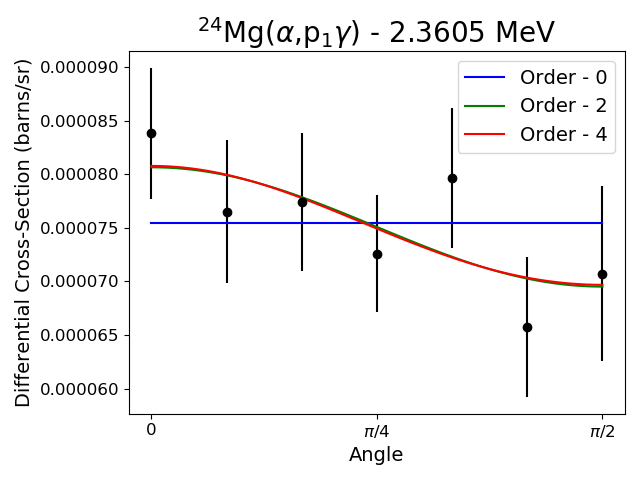 ²⁴Mg(α,p₁γ) - 2.3605 MeV
Differential Cross-Section (barns/sr)
0.000090
0.000085
0.000080
0.000075
0.000070
0.000065
0.000060
Order - 0
Order - 2
Order - 4
0
π/4
π/2
Angle